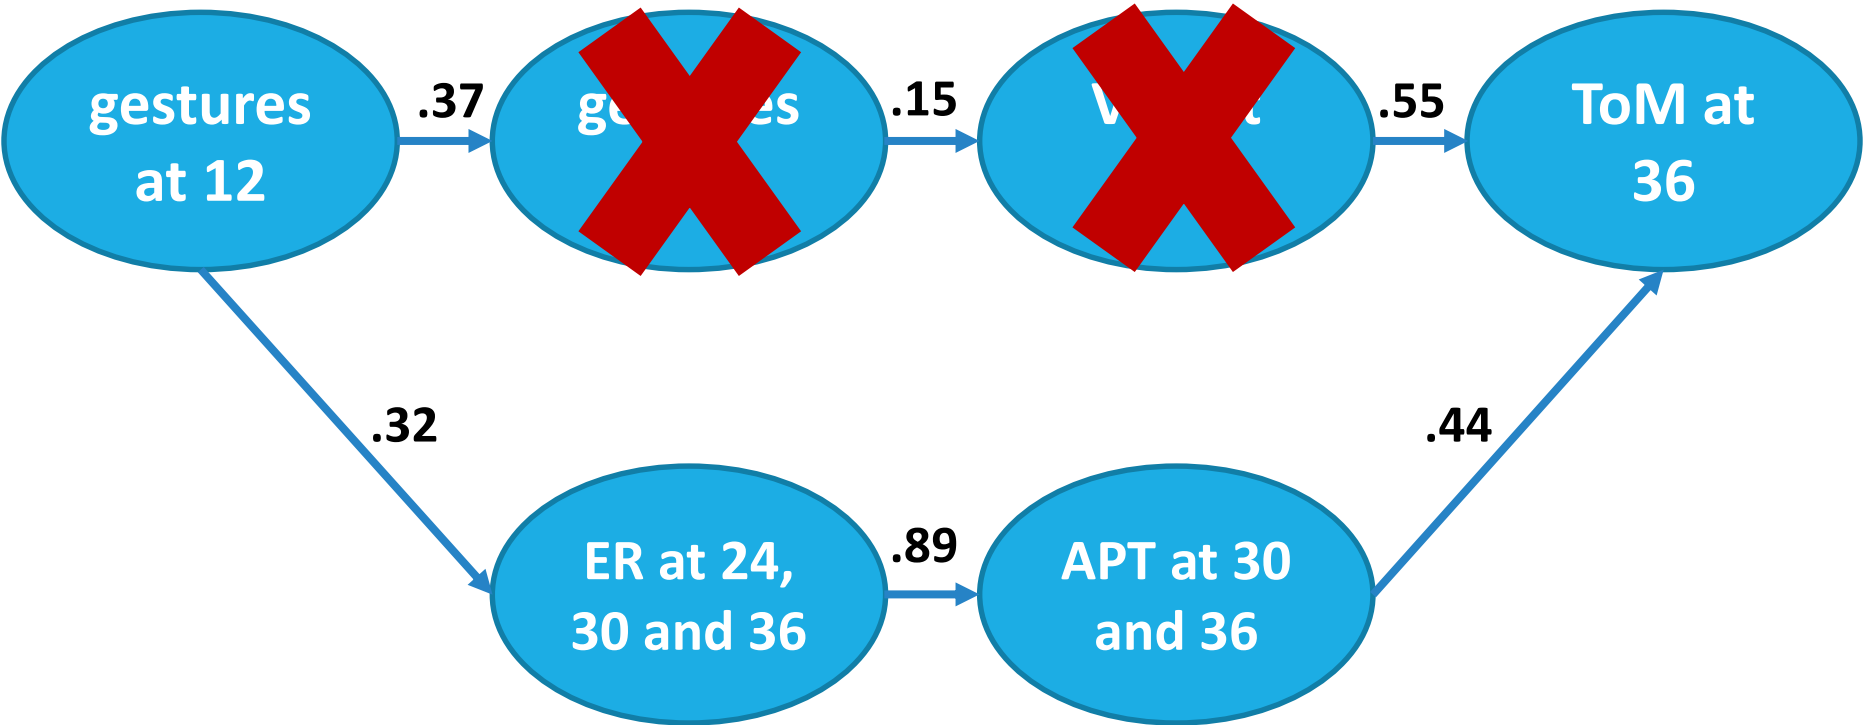 gestures
at 12
.37
.15
.55
ToM at
36
.32
.44
ER at 24,
30 and 36
.89
APT at 30
and 36